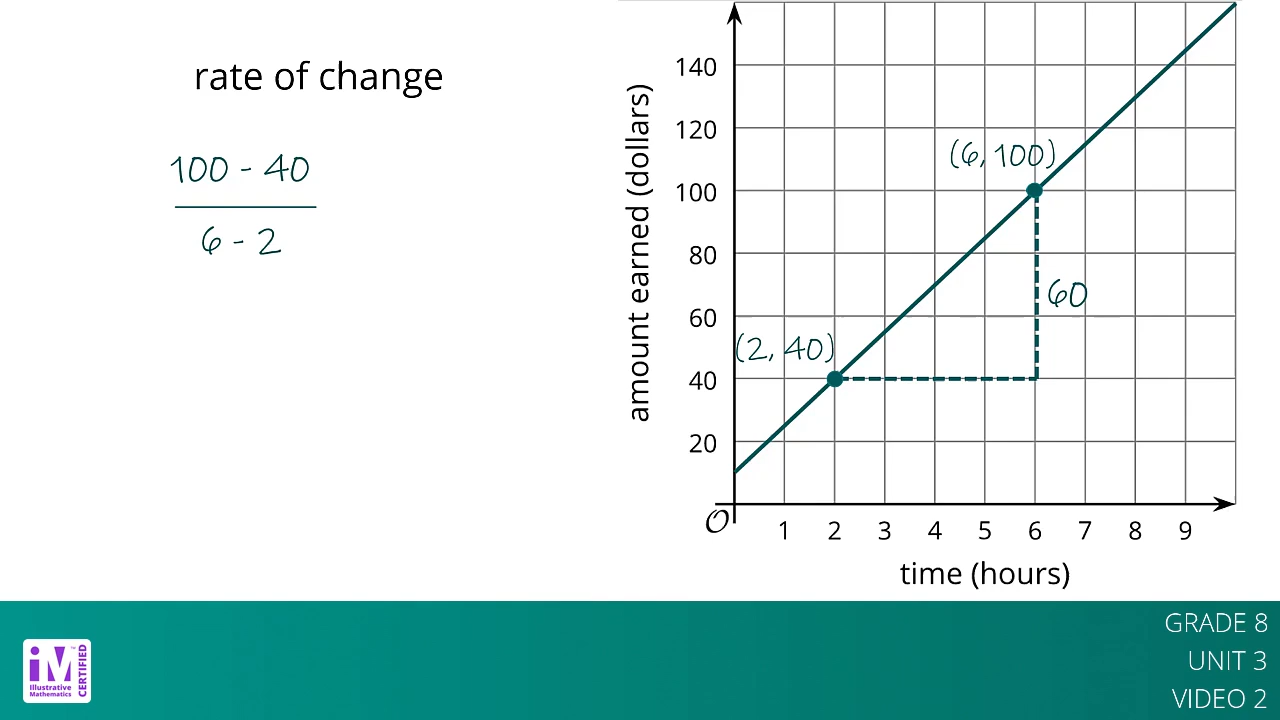 rate of change
100 - 40
6 - 2
amount earned (dollars)
140
120
100
80
60
40
20
(6, 100)
60
(2, 40)
O
1 2 3 4 5 6 7 8 9
time (hours)
iM
Illustrative
Mathematics
CERTIFIED
GRADE 8
UNIT 3
VIDEO 2